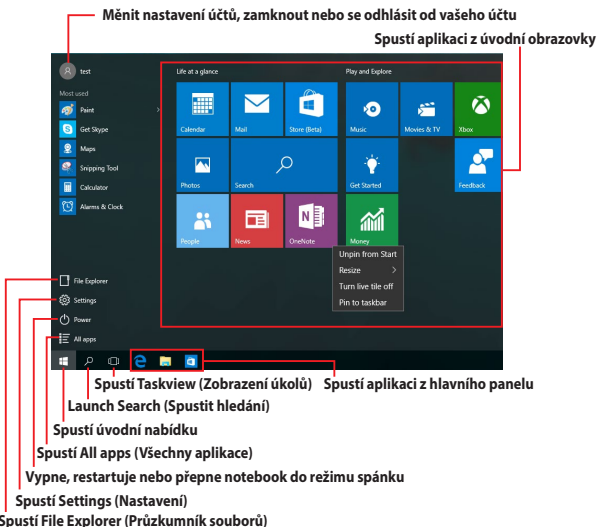 Měnit nastavení účtů, zamknout nebo se odhlásit od vašeho účtu
Spustí aplikaci z úvodní obrazovky
test
Most used
Paint
Get Skype
Maps
Snipping Tool
Calculator
Alarms & Clock
File Explorer
Settings
Power
All apps
Life at a glance
Play and Explore
Calendar
Mail
Store (Beta)
Music
Movies & TV
Xbox
Photos
Search
Get Started
Feedback
People
News
OneNote
Money
Unpin from Start
Resize
Turn live tile off
Pin to taskbar
Spustí Taskview (Zobrazení úkolů)
Spustí aplikaci z hlavního panelu
Launch Search (Spustit hledání)
Spustí úvodní nabídku
Spustí All apps (Všechny aplikace)
Vypne, restartuje nebo přepne notebook do režimu spánku
Spustí Settings (Nastavení)
Spustí File Explorer (Průzkumník souborů)